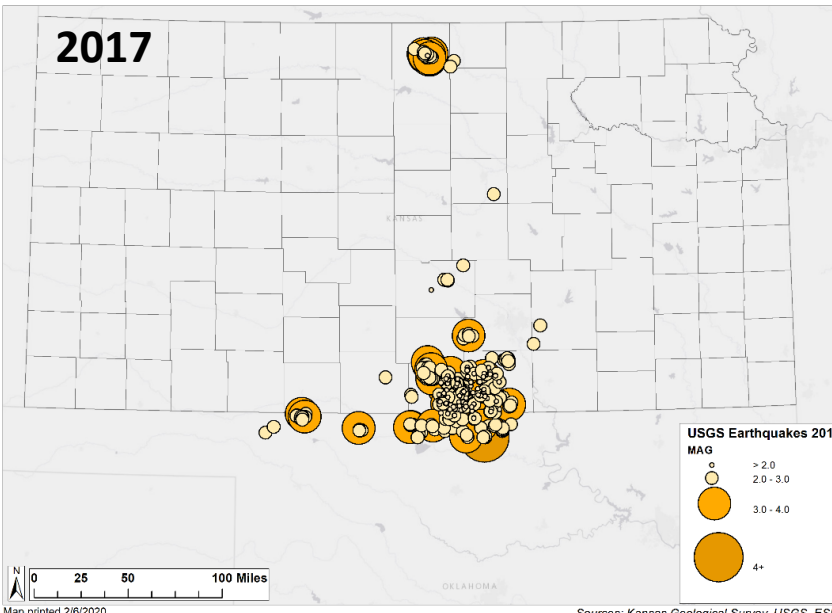 2017
KANSAS
USGS Earthquakes 201
MAG
> 2.0
2.0 - 3.0
3.0 - 4.0
4+
N
0 25 50 100 Miles
OKLAHOMA
Map printed 2/6/2020
Sources: Kansas Geological Survey, USGS, ES